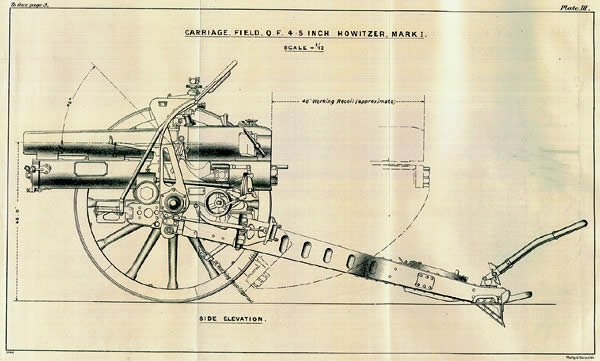 To face page 3.
Plate III.
CARRIAGE, FIELD, Q.F. 4·5 INCH HOWITZER, MARK I.
SCALE = 1/12
40" Working Recoil (approximate)
45°
SIDE ELEVATION.